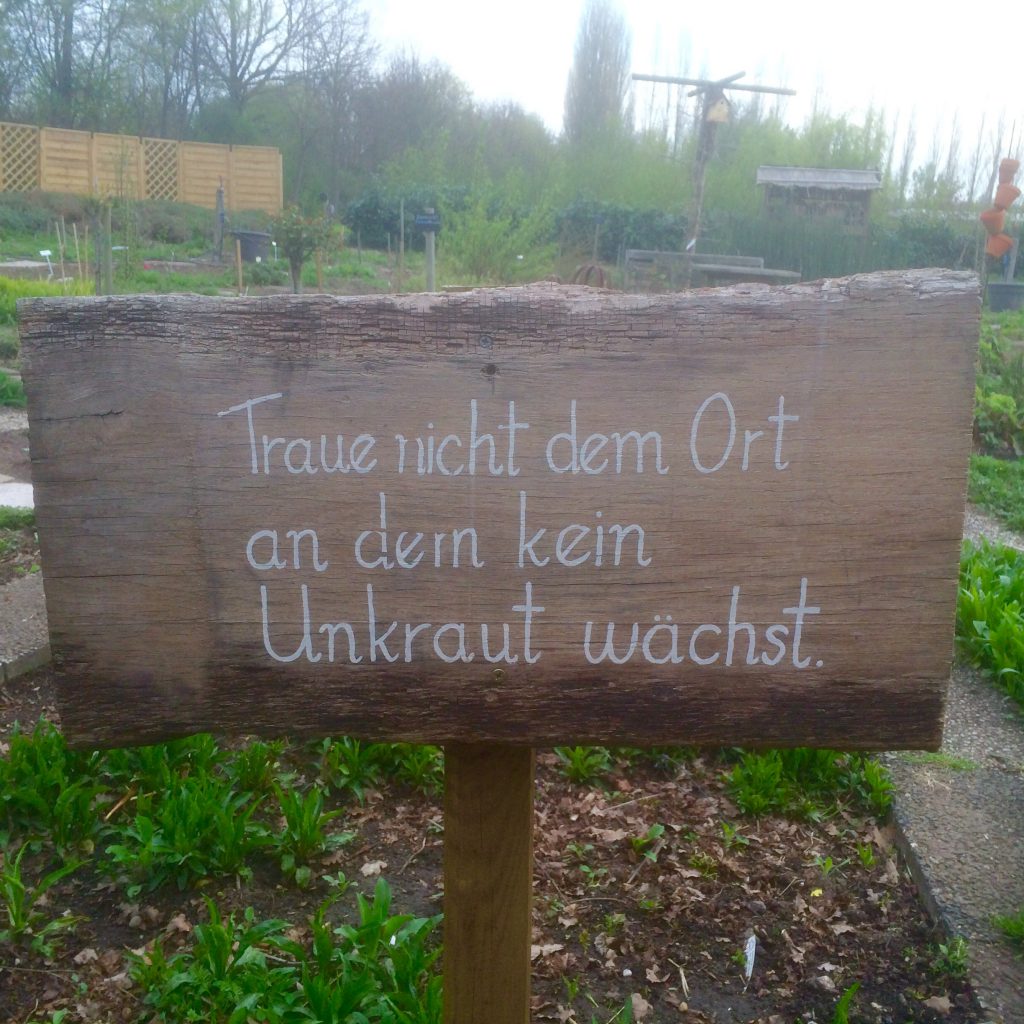 Traue nicht dem Ort
an dem kein
Unkraut wächst.